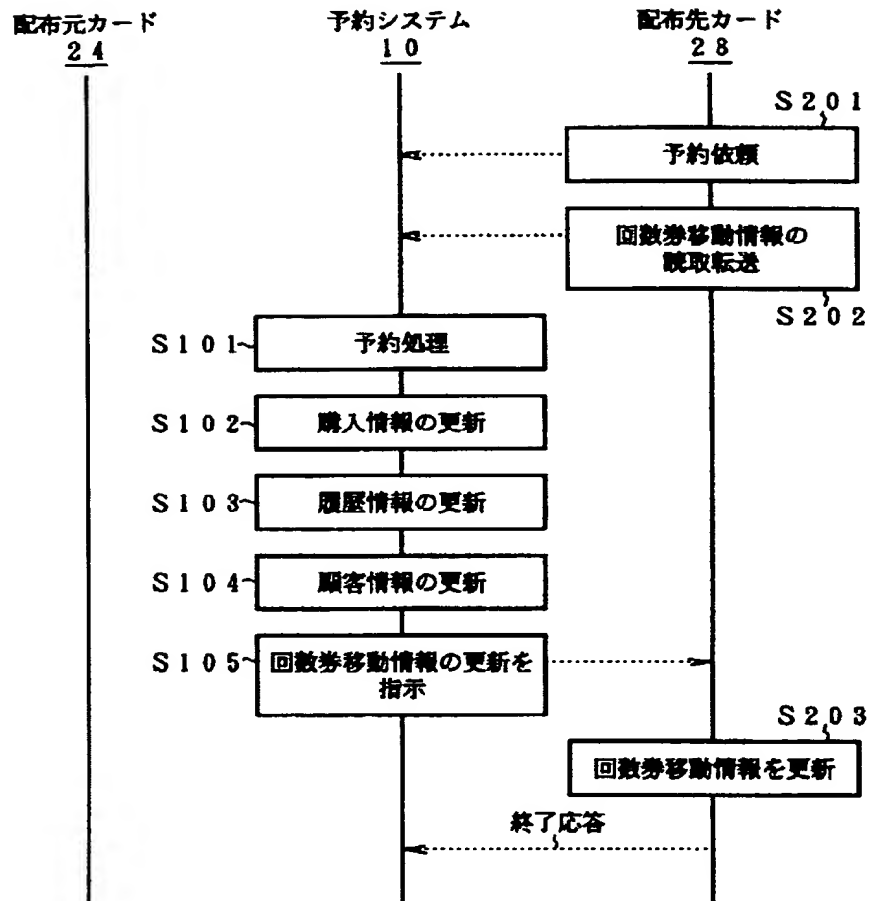 配布元カード
24
予約システム
10
配布先カード
28
S201
予約依頼
回数券移動情報の
読取転送
S202
S101
予約処理
S102
購入情報の更新
S103
履歴情報の更新
S104
顧客情報の更新
S105
回数券移動情報の更新を
指示
S203
回数券移動情報を更新
終了応答